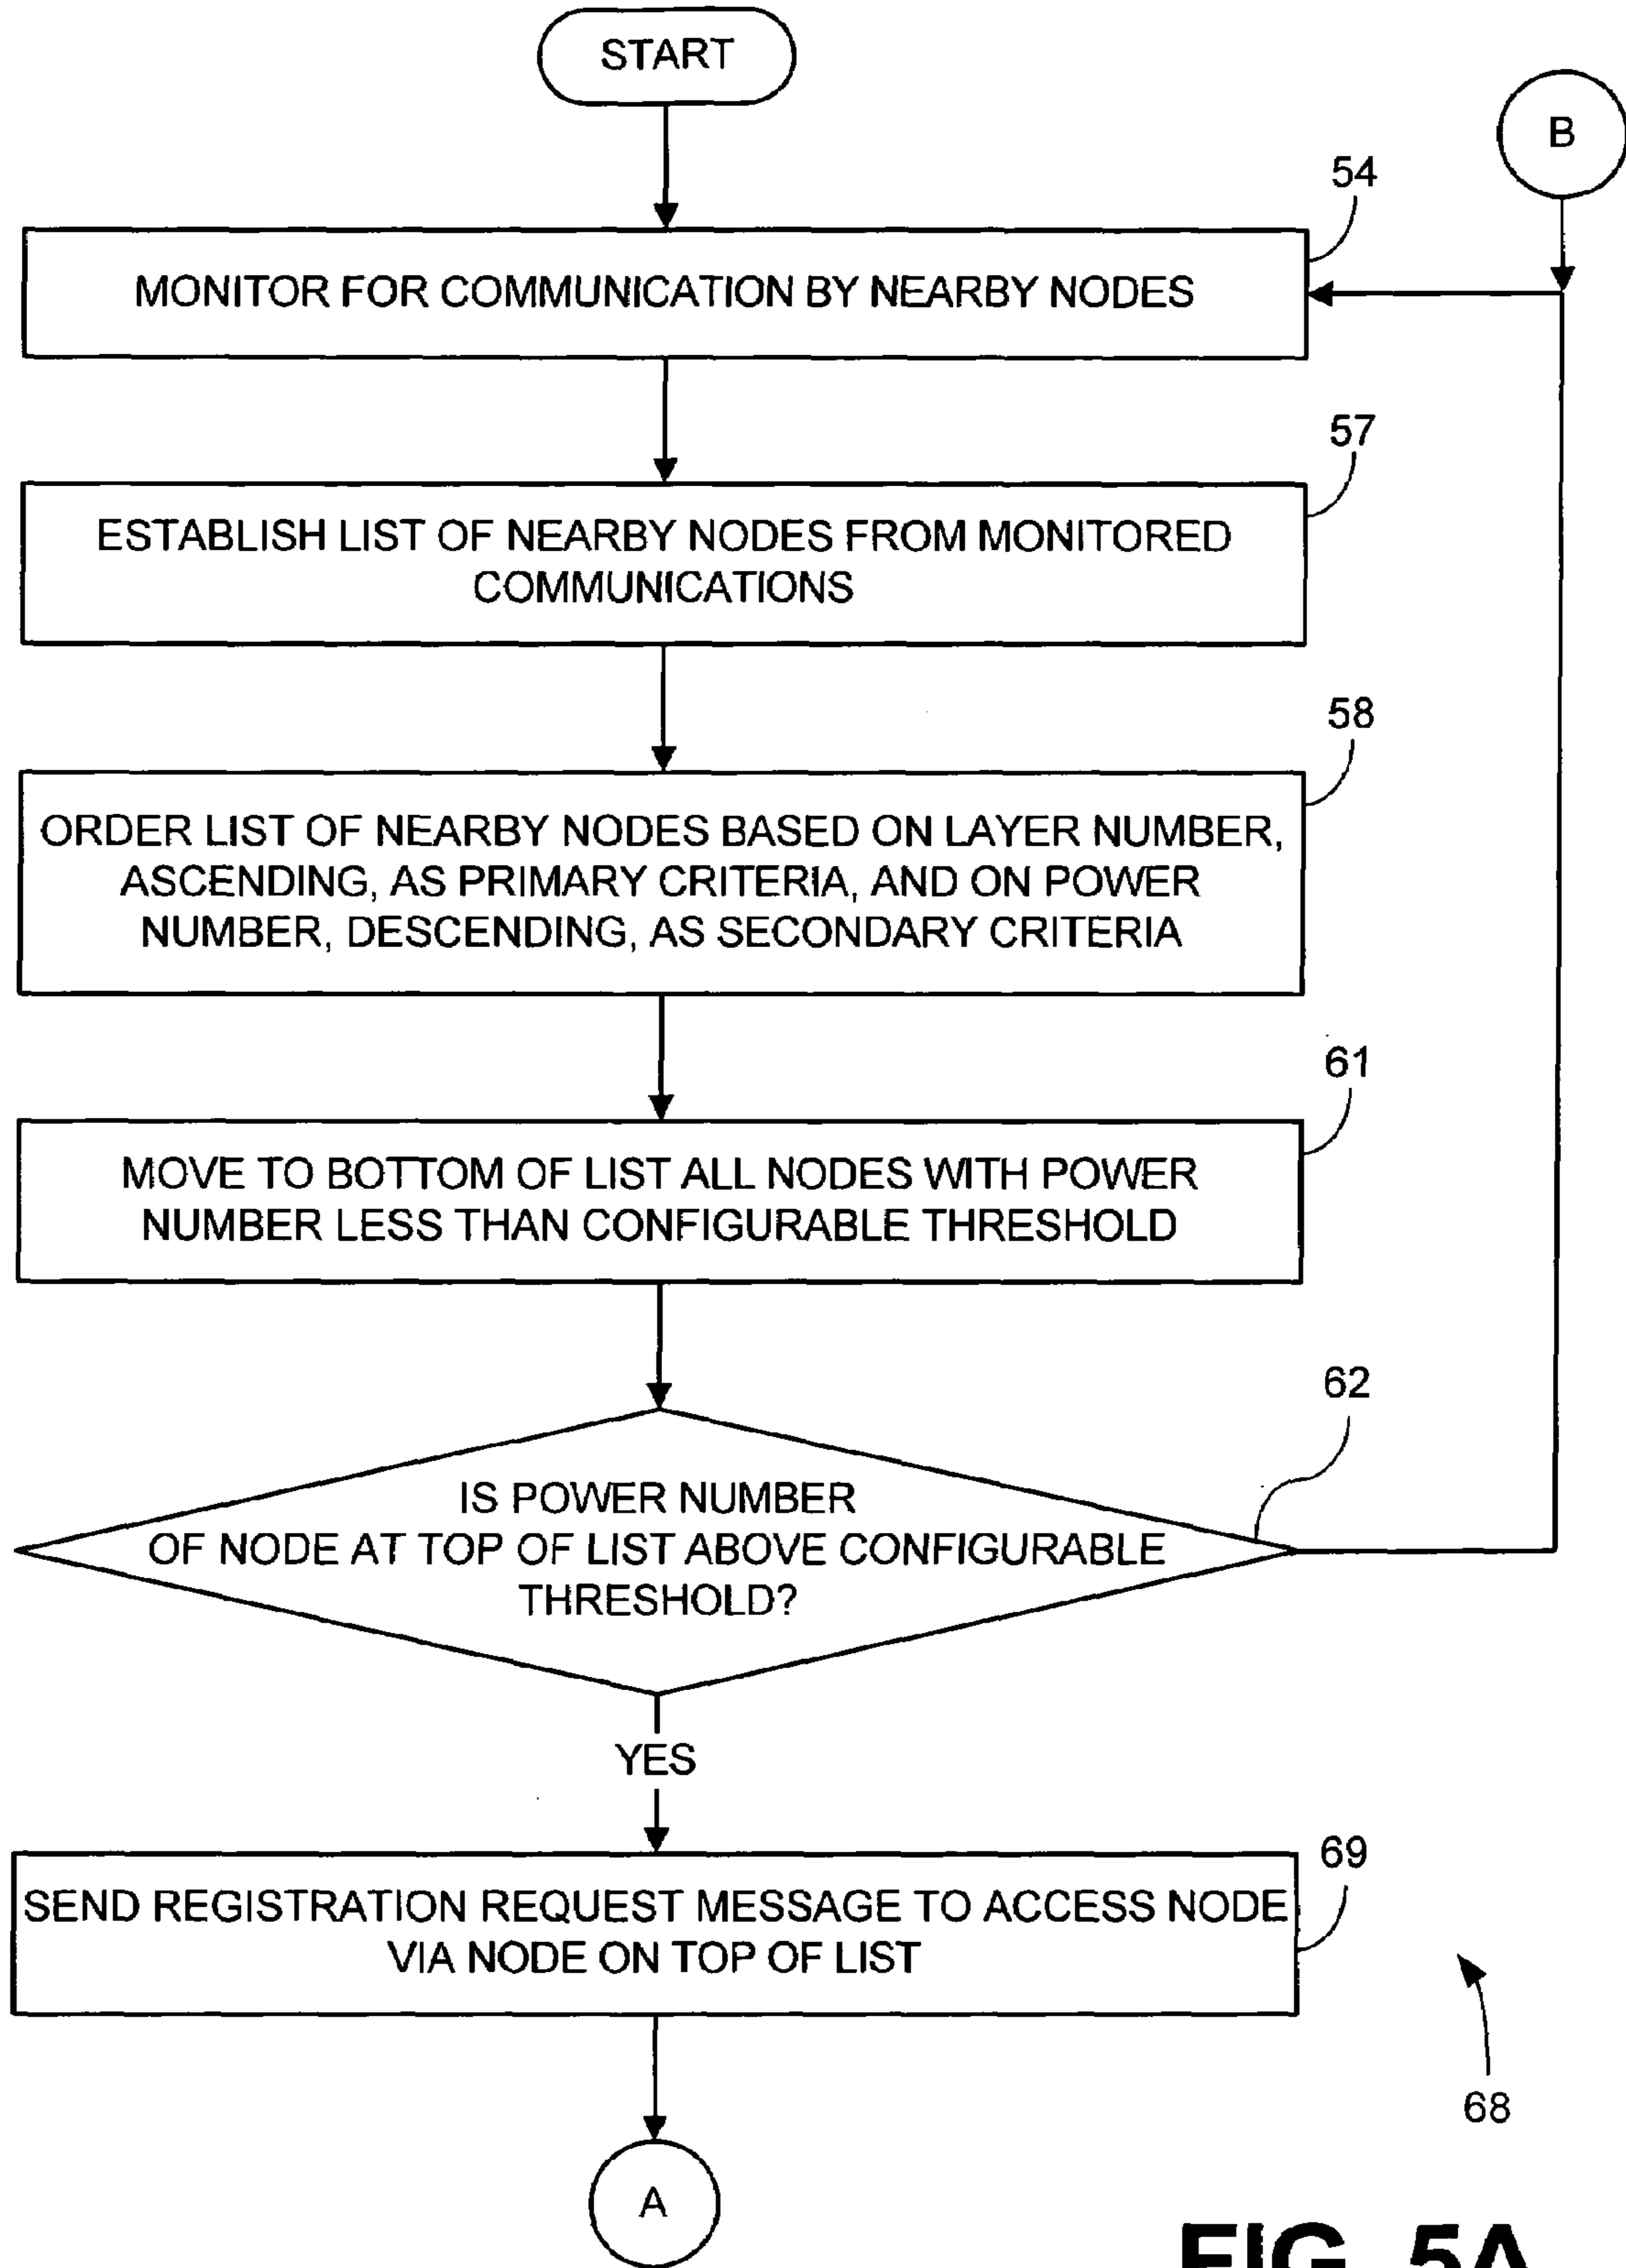 START
B
54
MONITOR FOR COMMUNICATION BY NEARBY NODES
57
ESTABLISH LIST OF NEARBY NODES FROM MONITORED
COMMUNICATIONS
58
ORDER LIST OF NEARBY NODES BASED ON LAYER NUMBER,
ASCENDING, AS PRIMARY CRITERIA, AND ON POWER
NUMBER, DESCENDING, AS SECONDARY CRITERIA
61
MOVE TO BOTTOM OF LIST ALL NODES WITH POWER
NUMBER LESS THAN CONFIGURABLE THRESHOLD
62
IS POWER NUMBER
OF NODE AT TOP OF LIST ABOVE CONFIGURABLE
THRESHOLD?
YES
69
SEND REGISTRATION REQUEST MESSAGE TO ACCESS NODE
VIA NODE ON TOP OF LIST
68
A
FIG. 5A